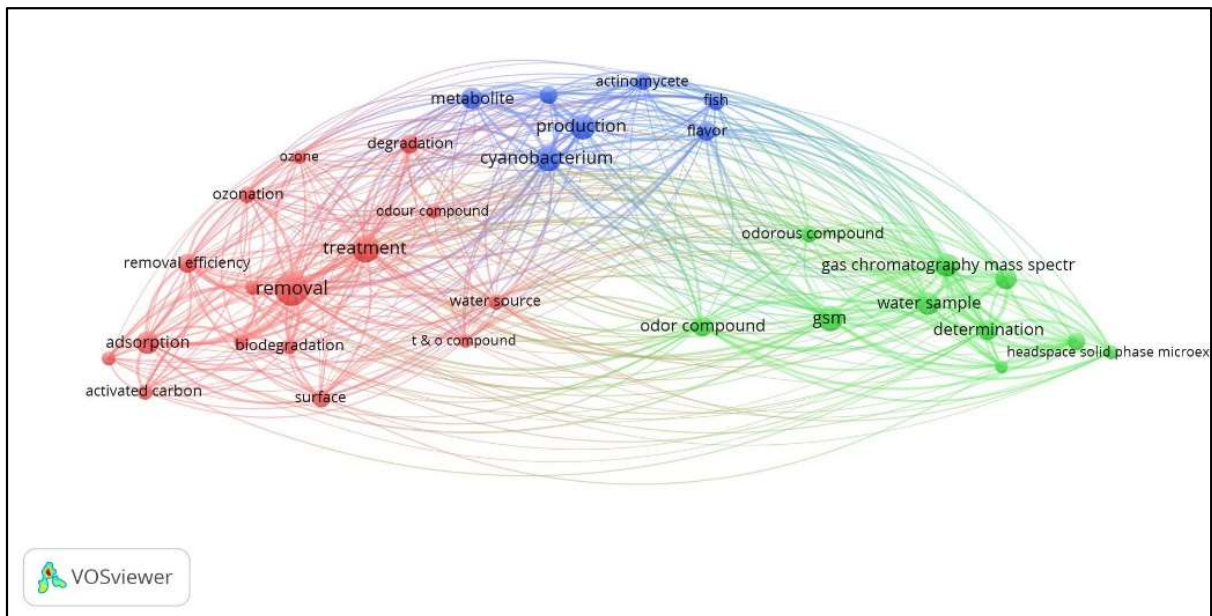 actinomycete
metabolite
fish
production
flavor
degradation
cyanobacterium
ozone
ozonation
odour compound
treatment
odorous compound
removal efficiency
gas chromatography mass spectr
removal
water source
water sample
gsm
odor compound
determination
adsorption
biodegradation
t & o compound
headspace solid phase microex
activated carbon
surface
VOSviewer